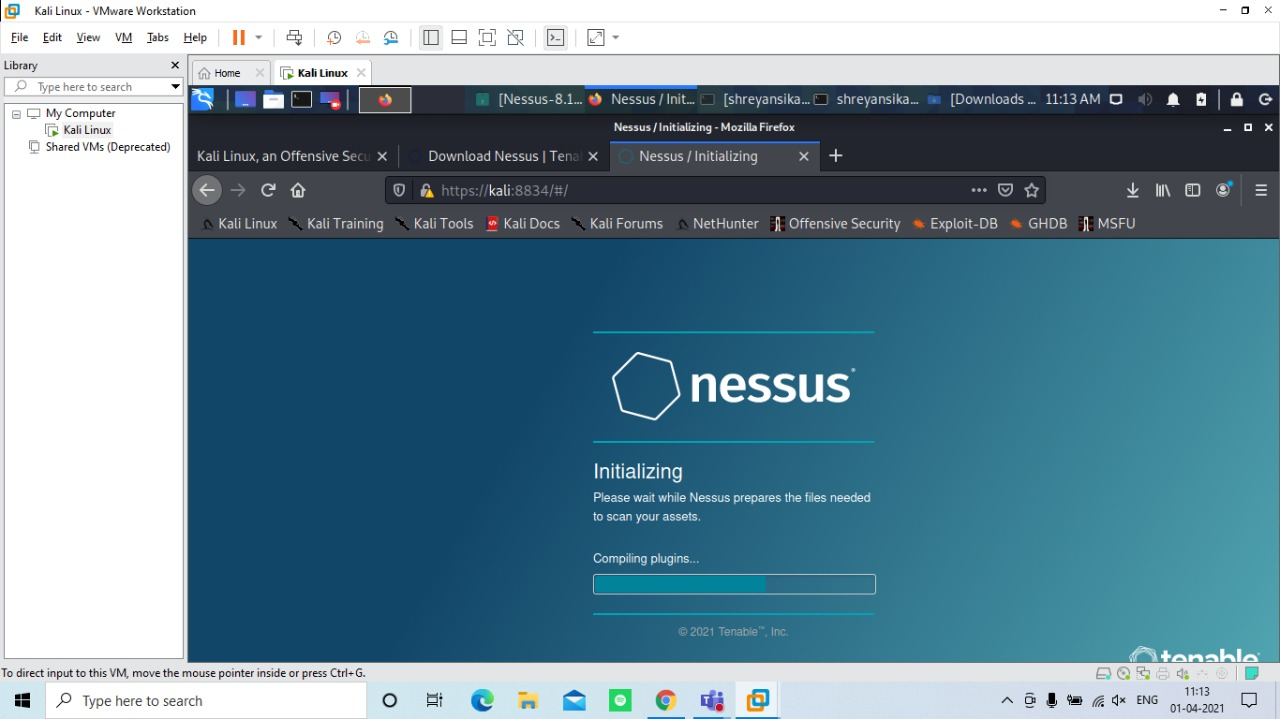 Kali Linux - VMware Workstation
File Edit View VM Tabs Help
Library
Type here to search
My Computer
Kali Linux
Shared VMs (Deprecated)
Home
Kali Linux
[Nessus-8.1...
Nessus / Init...
[shreyansika...
shreyansika...
[Downloads ...
11:13 AM
Nessus / Initializing - Mozilla Firefox
Kali Linux, an Offensive Secu
Download Nessus | Tenal
Nessus / Initializing
https://kali:8834/#/
Kali Linux Kali Training Kali Tools Kali Docs Kali Forums NetHunter Offensive Security Exploit-DB GHDB MSFU
nessus®
Initializing
Please wait while Nessus prepares the files needed
to scan your assets.
Compiling plugins...
© 2021 Tenable™, Inc.
tenable
To direct input to this VM, move the mouse pointer inside or press Ctrl+G.
Type here to search
ENG
11:13
01-04-2021